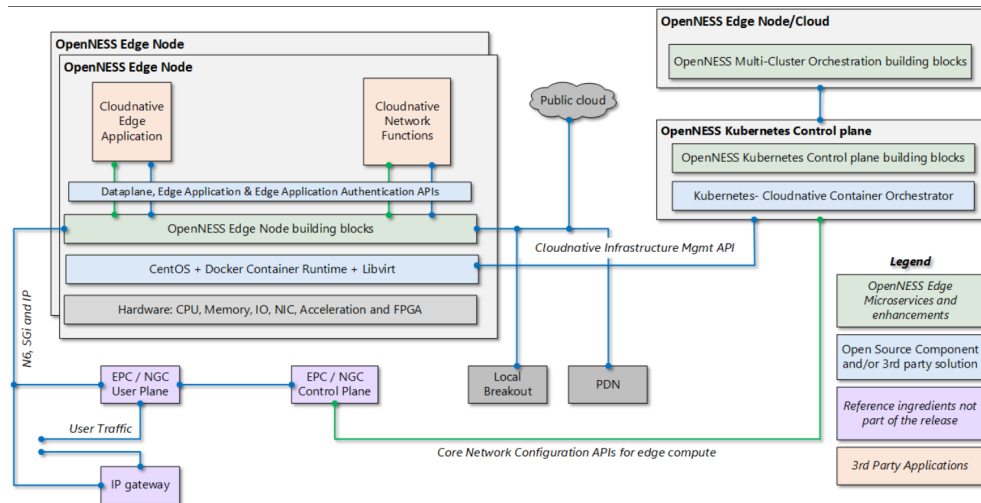 OpenNESS Edge Node
OpenNESS Edge Node
Cloudnative
Edge
Application
Cloudnative
Network
Functions
Dataplane, Edge Application & Edge Application Authentication APIs
OpenNESS Edge Node building blocks
CentOS + Docker Container Runtime + Libvirt
Hardware: CPU, Memory, IO, NIC, Acceleration and FPGA
N6, SGi and IP
EPC / NGC
User Plane
EPC / NGC
Control Plane
User Traffic
IP gateway
Public cloud
Cloudnative Infrastructure Mgmt API
Local
Breakout
PDN
Core Network Configuration APIs for edge compute
OpenNESS Edge Node/Cloud
OpenNESS Multi-Cluster Orchestration building blocks
OpenNESS Kubernetes Control plane
OpenNESS Kubernetes Control plane building blocks
Kubernetes- Cloudnative Container Orchestrator
Legend
OpenNESS Edge
Microservices and
enhancements
Open Source Component
and/or 3rd party solution
Reference ingredients not
part of the release
3rd Party Applications